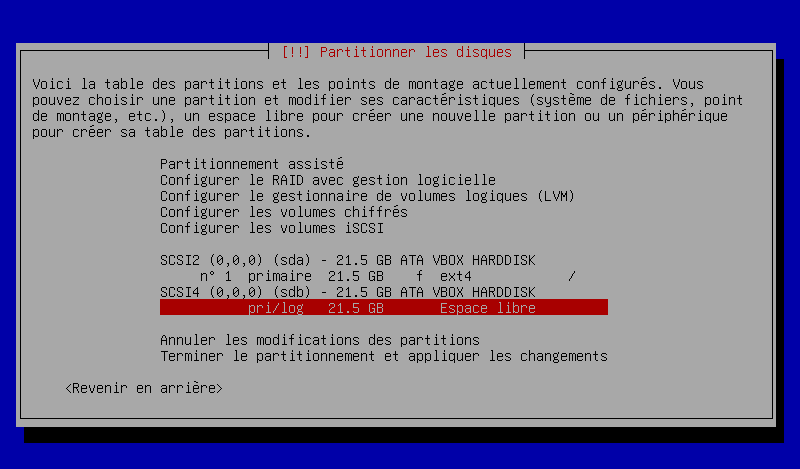 [!!] Partitionner les disques
Voici la table des partitions et les points de montage actuellement configurés. Vous
pouvez choisir une partition et modifier ses caractéristiques (système de fichiers, point
de montage, etc.), un espace libre pour créer une nouvelle partition ou un périphérique
pour créer sa table des partitions.
Partitionnement assisté
Configurer le RAID avec gestion logicielle
Configurer le gestionnaire de volumes logiques (LVM)
Configurer les volumes chiffrés
Configurer les volumes iSCSI
SCSI2 (0,0,0) (sda) - 21.5 GB ATA VBOX HARDDISK
n° 1 primaire 21.5 GB f ext4 /
SCSI4 (0,0,0) (sdb) - 21.5 GB ATA VBOX HARDDISK
pri/log 21.5 GB Espace libre
Annuler les modifications des partitions
Terminer le partitionnement et appliquer les changements
<Revenir en arrière>